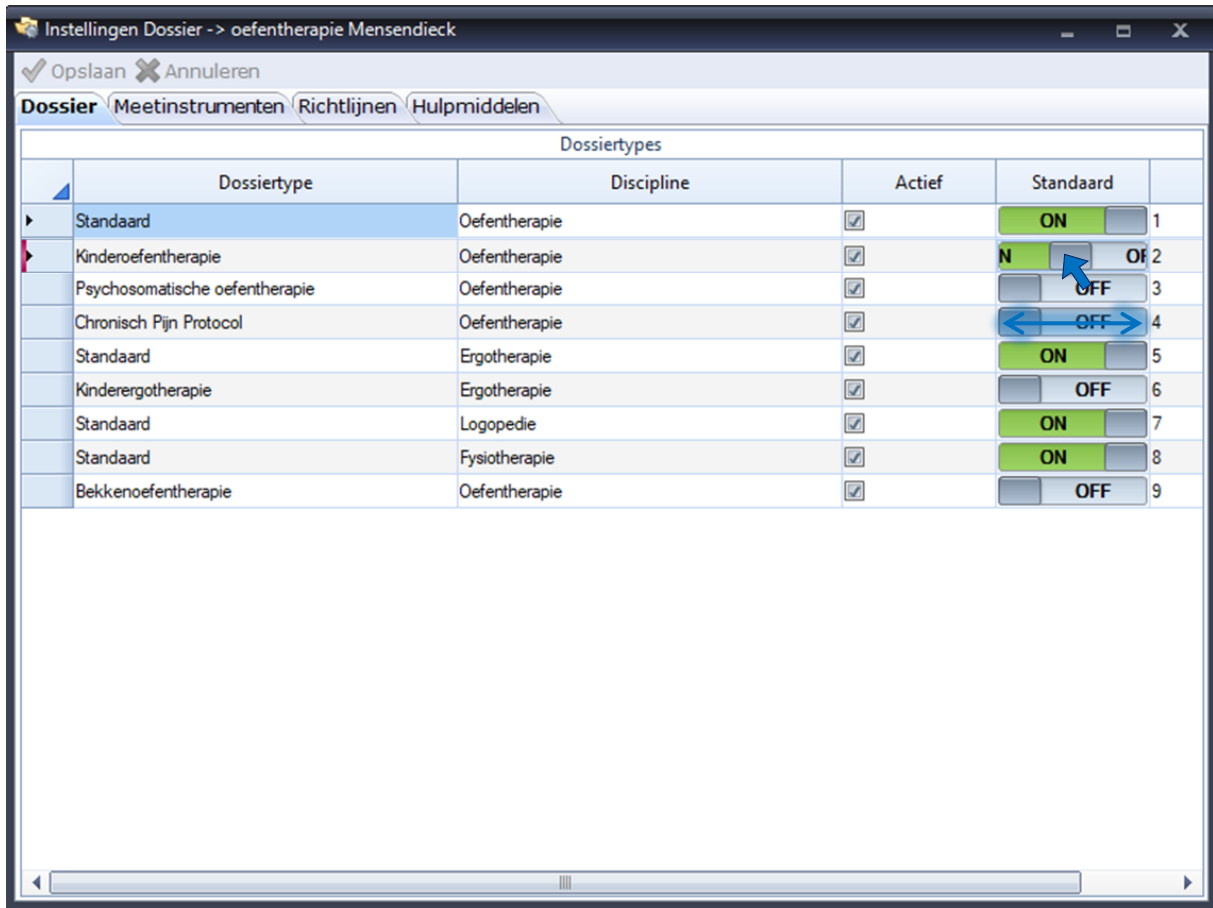 Instellingen Dossier -> oefentherapie Mensendieck
Opslaan Annuleren
Dossier Meetinstrumenten Richtlijnen Hulpmiddelen
Dossiertypes
Dossiertype Discipline Actief Standaard
Standaard Oefentherapie ON 1
Kinderoefentherapie Oefentherapie N OF 2
Psychosomatische oefentherapie Oefentherapie OFF 3
Chronisch Pijn Protocol Oefentherapie OFF 4
Standaard Ergotherapie ON 5
Kinderergotherapie Ergotherapie OFF 6
Standaard Logopedie ON 7
Standaard Fysiotherapie ON 8
Bekkenoefentherapie Oefentherapie OFF 9